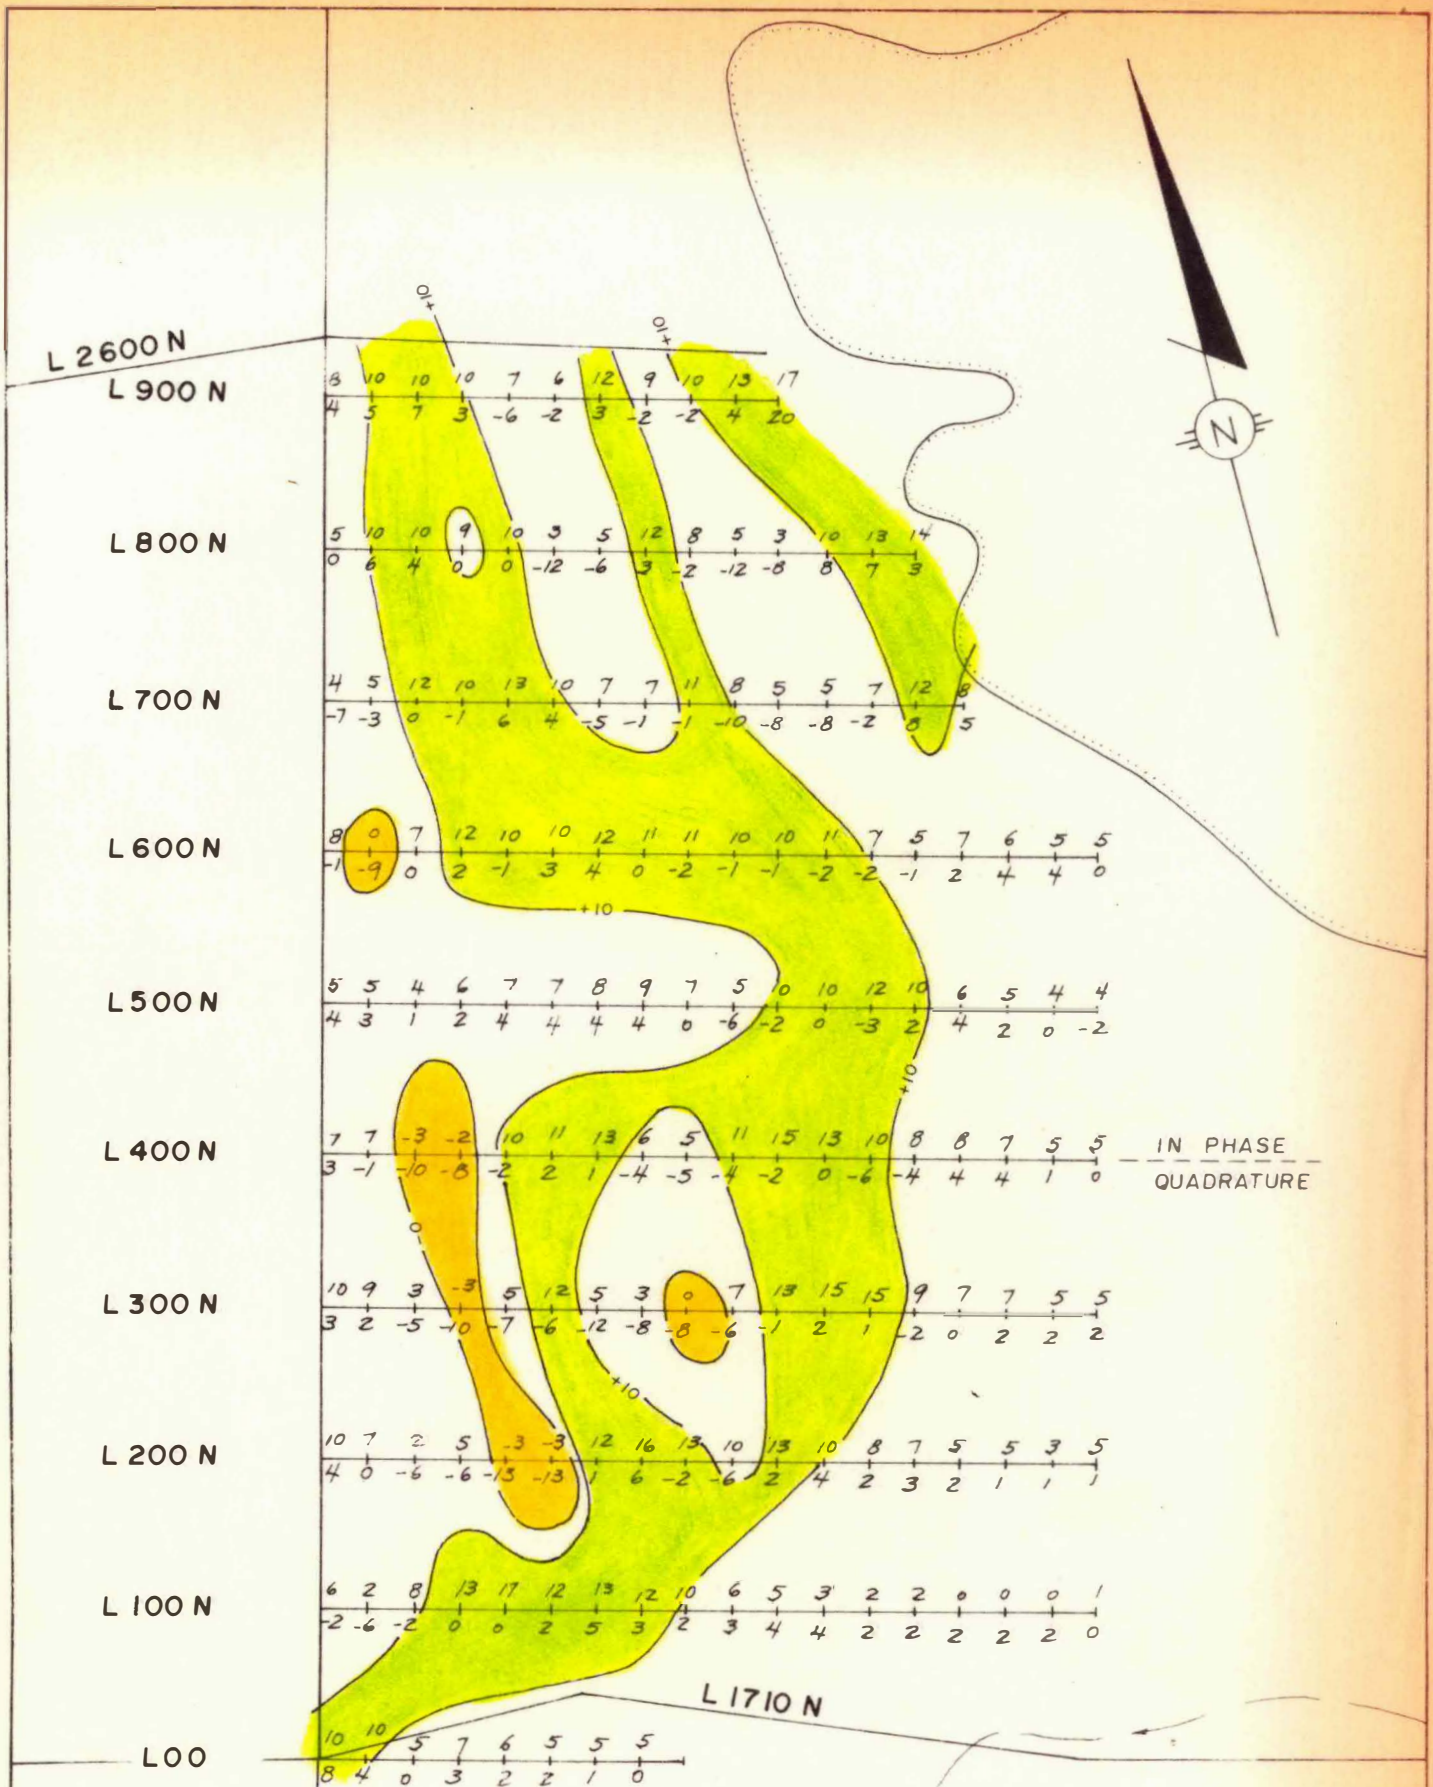 +10
+10
L 2600 N
L 900 N
8 10 10 10 7 6 12 9 10 13 17
4 5 7 3 -6 -2 3 -2 -2 4 20
N
L 800 N
5 10 10 9 10 3 5 12 8 5 3 10 13 14
0 6 4 0 0 -12 -6 3 -2 -12 -8 8 7 3
L 700 N
4 5 12 10 13 10 7 7 11 8 5 5 7 12 8
-7 -3 0 -1 6 4 -5 -1 -1 -10 -8 -8 -2 8 5
L 600 N
8 0 7 12 10 10 12 11 11 10 10 11 7 5 7 6 5 5
-1 -9 0 2 -1 3 4 0 -2 -1 -1 -2 -2 -1 2 4 4 0
+10
L 500 N
5 5 4 6 7 7 8 9 7 5 10 10 12 10 6 5 4 4
4 3 1 2 4 4 4 4 0 -6 -2 0 -3 2 4 2 0 -2
+10
L 400 N
7 7 -3 -2 10 11 13 6 5 11 15 13 10 8 8 7 5 5
3 -1 -10 -8 -2 2 1 -4 -5 -4 -2 0 -6 -4 4 4 1 0
IN PHASE
QUADRATURE
0
L 300 N
10 9 3 -3 5 12 5 3 0 7 13 15 15 9 7 7 5 5
3 2 -5 -10 -7 -6 -12 -8 -8 -6 -1 2 1 -2 0 2 2 2
+10
L 200 N
10 7 2 5 -3 -3 12 16 13 10 13 10 8 7 5 5 3 5
4 0 -6 -6 -13 -13 1 6 -2 -6 2 4 2 3 2 1 1 1
L 100 N
6 2 8 13 17 12 13 12 10 6 5 3 2 2 0 0 0 1
-2 -6 -2 0 0 2 5 3 2 3 4 4 2 2 2 2 2 0
L 1710 N
L00
10 10 5 7 6 5 5 5
8 4 0 3 2 2 1 0